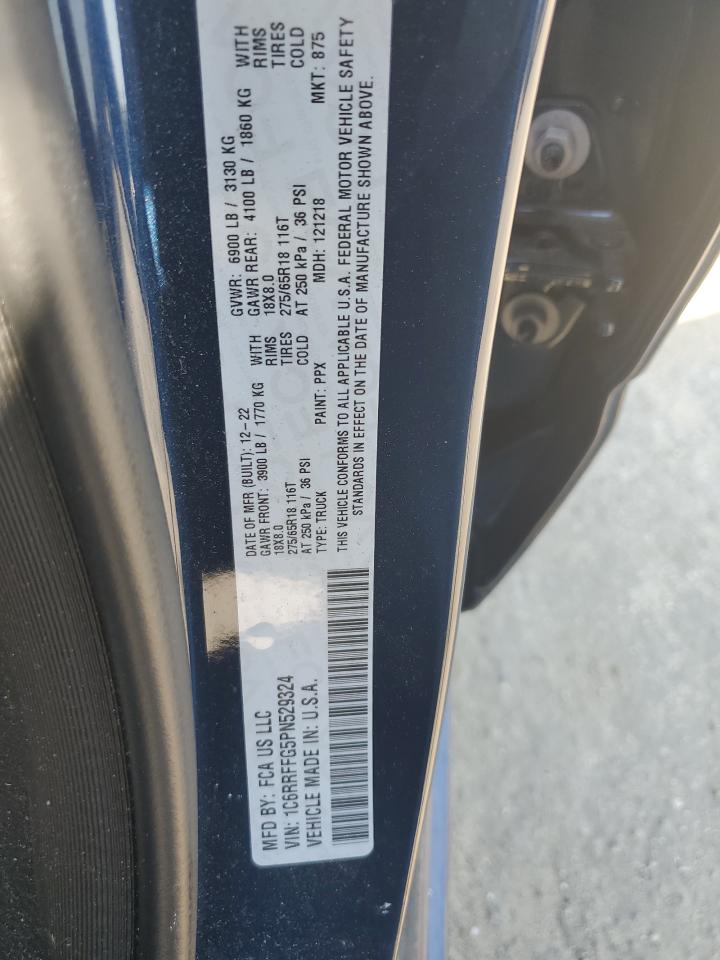 MFD BY: FCA US LLC
VIN: 1C6RRFFG5PN529324
VEHICLE MADE IN: U.S.A.
DATE OF MFR (BUILT): 12-22 GVWR: 6900 LB / 3130 KG
GAWR FRONT: 3900 LB / 1770 KG WITH GAWR REAR: 4100 LB / 1860 KG WITH
18X8.0 RIMS 18X8.0 RIMS
275/65R18 116T TIRES 275/65R18 116T TIRES
AT 250 kPa / 36 PSI COLD AT 250 kPa / 36 PSI COLD
TYPE: TRUCK PAINT: PPX MDH: 121218 MKT: 875
THIS VEHICLE CONFORMS TO ALL APPLICABLE U.S.A. FEDERAL MOTOR VEHICLE SAFETY
STANDARDS IN EFFECT ON THE DATE OF MANUFACTURE SHOWN ABOVE.